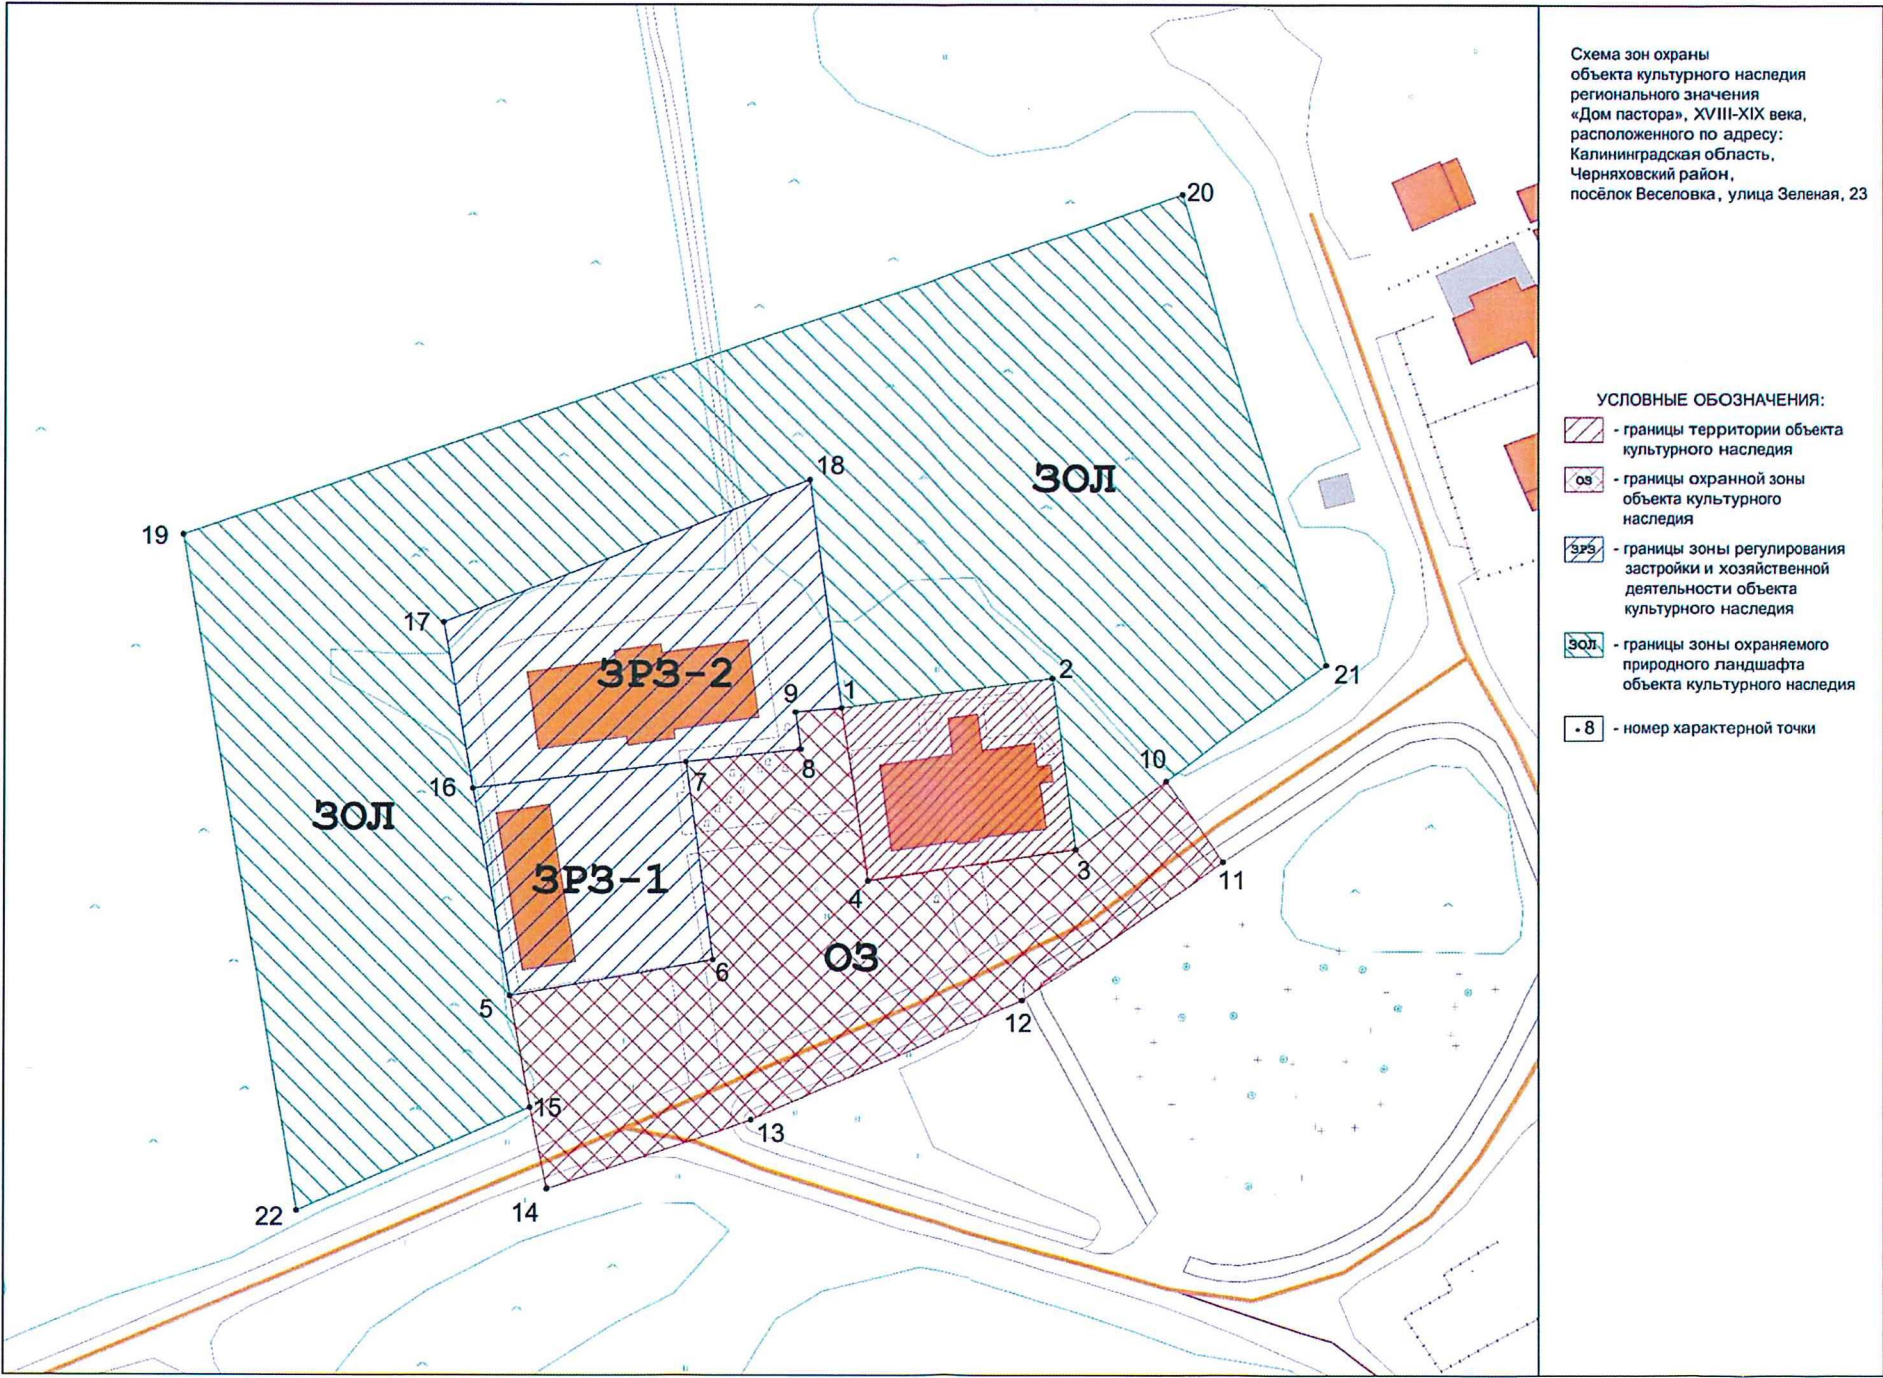 Схема зон охраны
объекта культурного наследия
регионального значения
«Дом пастора», XVIII-XIX века,
расположенного по адресу:
Калининградская область,
Черняховский район,
посёлок Веселовка, улица Зеленая, 23
УСЛОВНЫЕ ОБОЗНАЧЕНИЯ:
- границы территории объекта
культурного наследия
ОЗ - границы охранной зоны
объекта культурного
наследия
ЗРЗ - границы зоны регулирования
застройки и хозяйственной
деятельности объекта
культурного наследия
ЗОЛ - границы зоны охраняемого
природного ландшафта
объекта культурного наследия
• 8 - номер характерной точки
20
18
ЗОЛ
19
17
ЗРЗ-2
9
1
2
21
16
7
8
10
ЗОЛ
ЗРЗ-1
4
3
11
ОЗ
5
6
12
15
13
14
22